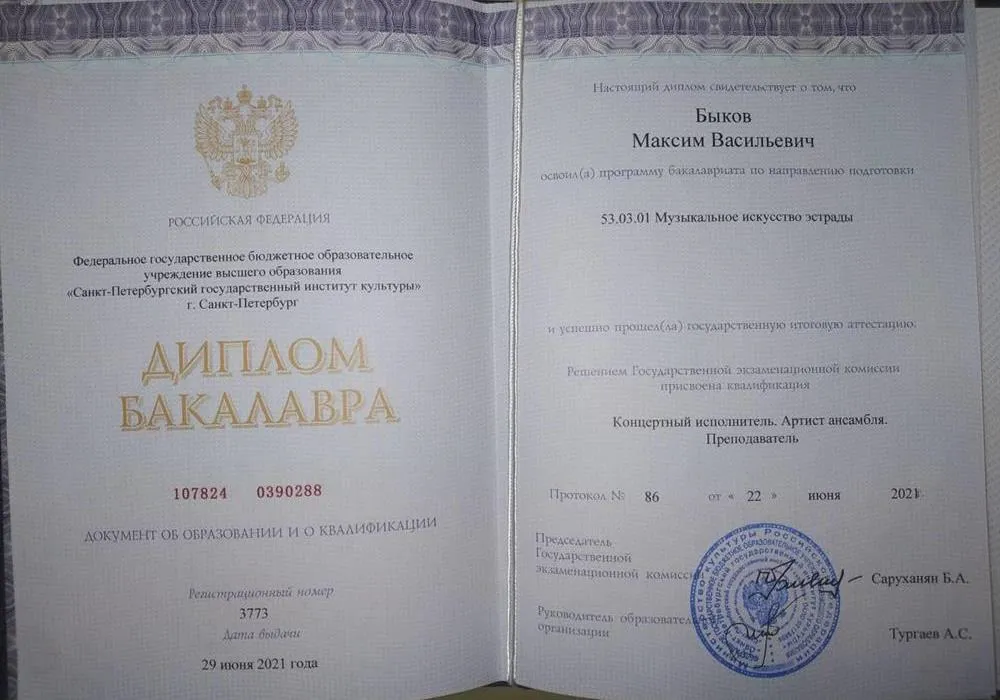 РОССИЙСКАЯ ФЕДЕРАЦИЯ
Федеральное государственное бюджетное образовательное
учреждение высшего образования
«Санкт-Петербургский государственный институт культуры»
г. Санкт-Петербург
ДИПЛОМ
БАКАЛАВРА
107824 0390288
ДОКУМЕНТ ОБ ОБРАЗОВАНИИ И О КВАЛИФИКАЦИИ
Регистрационный номер
3773
Дата выдачи
29 июня 2021 года
Настоящий диплом свидетельствует о том, что
Быков
Максим Васильевич
освоил(а) программу бакалавриата по направлению подготовки
53.03.01 Музыкальное искусство эстрады
и успешно прошел(ла) государственную итоговую аттестацию.
Решением Государственной экзаменационной комиссии
присвоена квалификация
Концертный исполнитель. Артист ансамбля.
Преподаватель
Протокол № 86 от « 22 » июня 2021
Председатель
Государственной
экзаменационной комиссии Саруханян Б.А.
Руководитель образовател
организации Тургаев А.С.